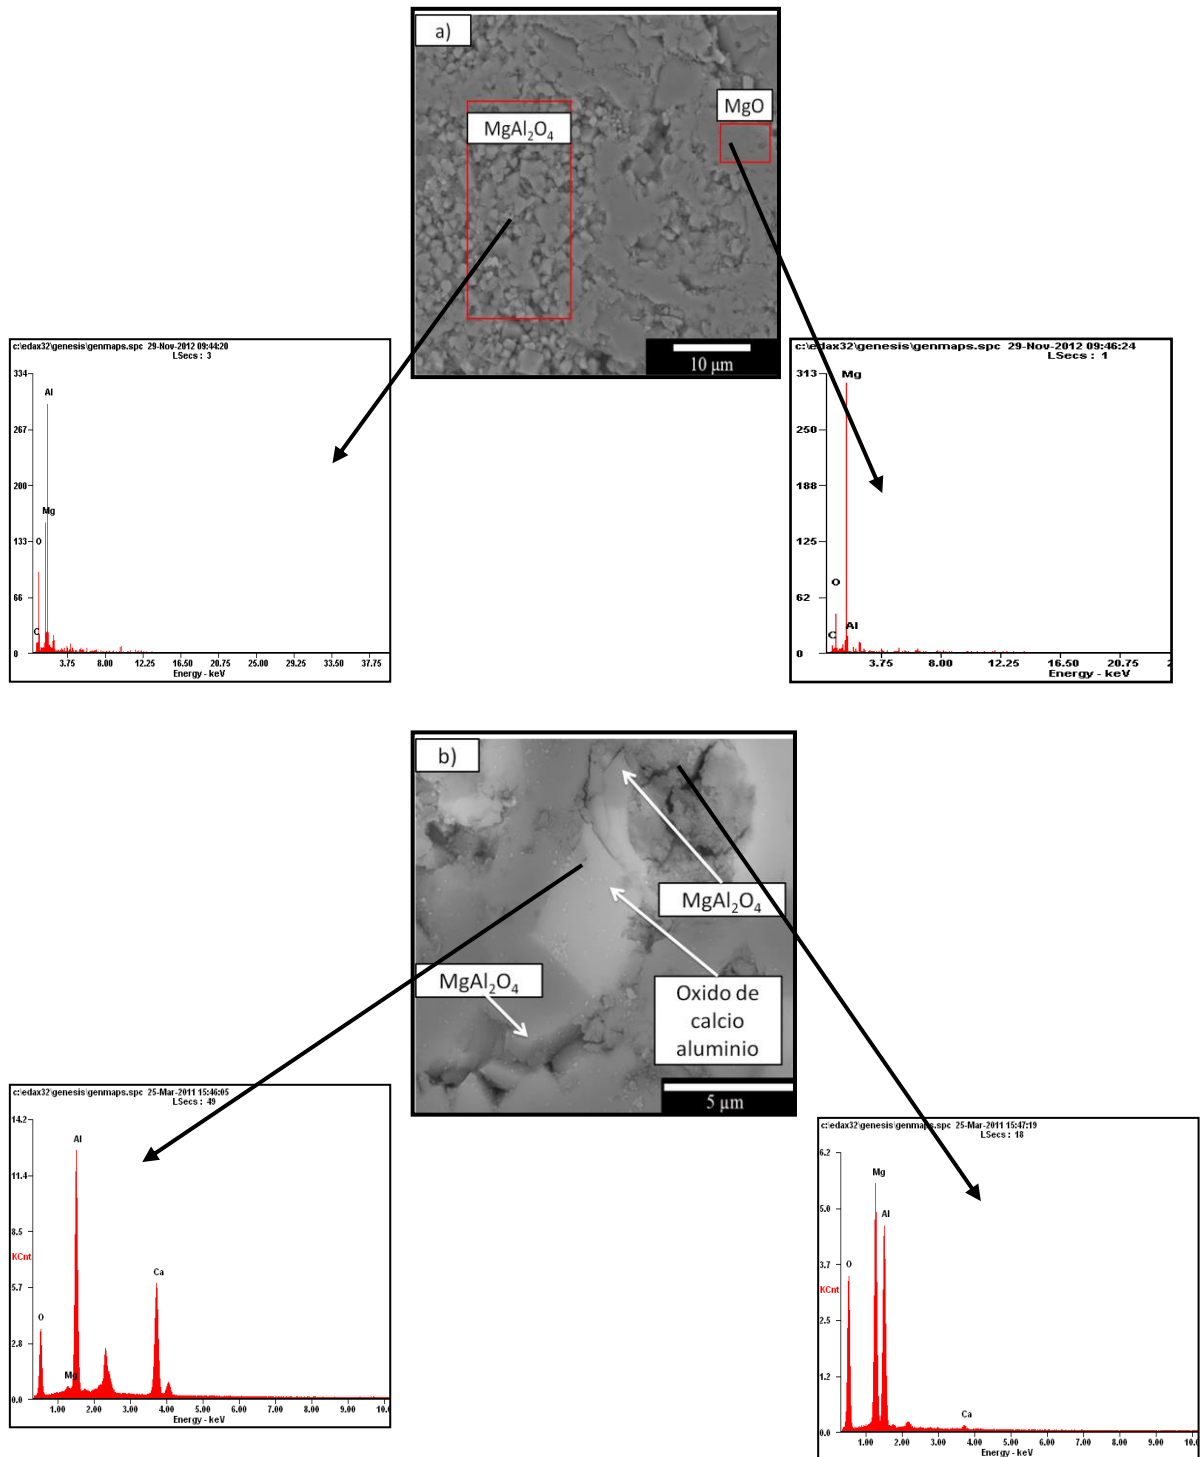 a)
MgO
MgAl₂O₄
10 µm
c:\edax32\genesis\genmaps.spc 29-Nov-2012 09:44:20
LSecs : 3
334
267
200
133
66
0
Al
Mg
O
C
3.75 8.00 12.25 16.50 20.75 25.00 29.25 33.50 37.75
Energy - keV
c:\edax32\genesis\genmaps.spc 29-Nov-2012 09:46:24
LSecs : 1
313
250
188
125
62
0
Mg
O
Al
C
3.75 8.00 12.25 16.50 20.75 2
Energy - keV
b)
MgAl₂O₄
MgAl₂O₄
Oxido de
calcio
aluminio
5 µm
c:\edax32\genesis\genmaps.spc 25-Mar-2011 15:46:05
LSecs : 49
14.2
11.4
8.5
KCnt
5.7
2.8
0.0
Al
Ca
O
Mg
1.00 2.00 3.00 4.00 5.00 6.00 7.00 8.00 9.00 10.0
Energy - keV
c:\edax32\genesis\genmaps.spc 25-Mar-2011 15:47:19
LSecs : 18
6.2
5.0
3.7
KCnt
2.5
1.2
0.0
Mg
Al
O
Ca
1.00 2.00 3.00 4.00 5.00 6.00 7.00 8.00 9.00 10.0
Energy - keV